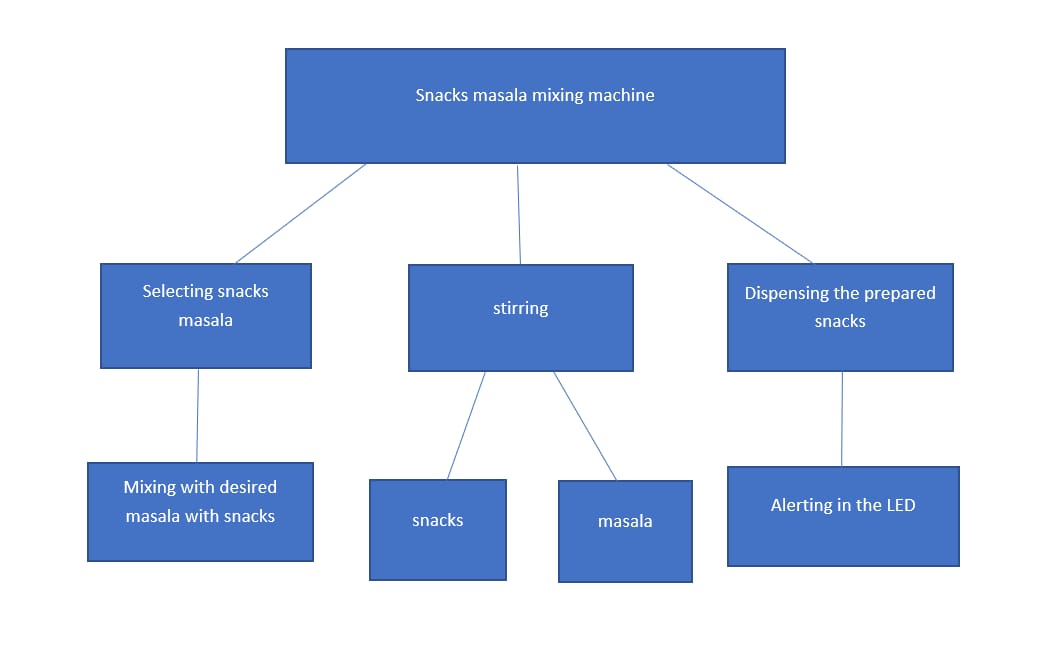 Snacks masala mixing machine
Selecting snacks
masala
stirring
Dispensing the prepared
snacks
Mixing with desired
masala with snacks
snacks
masala
Alerting in the LED